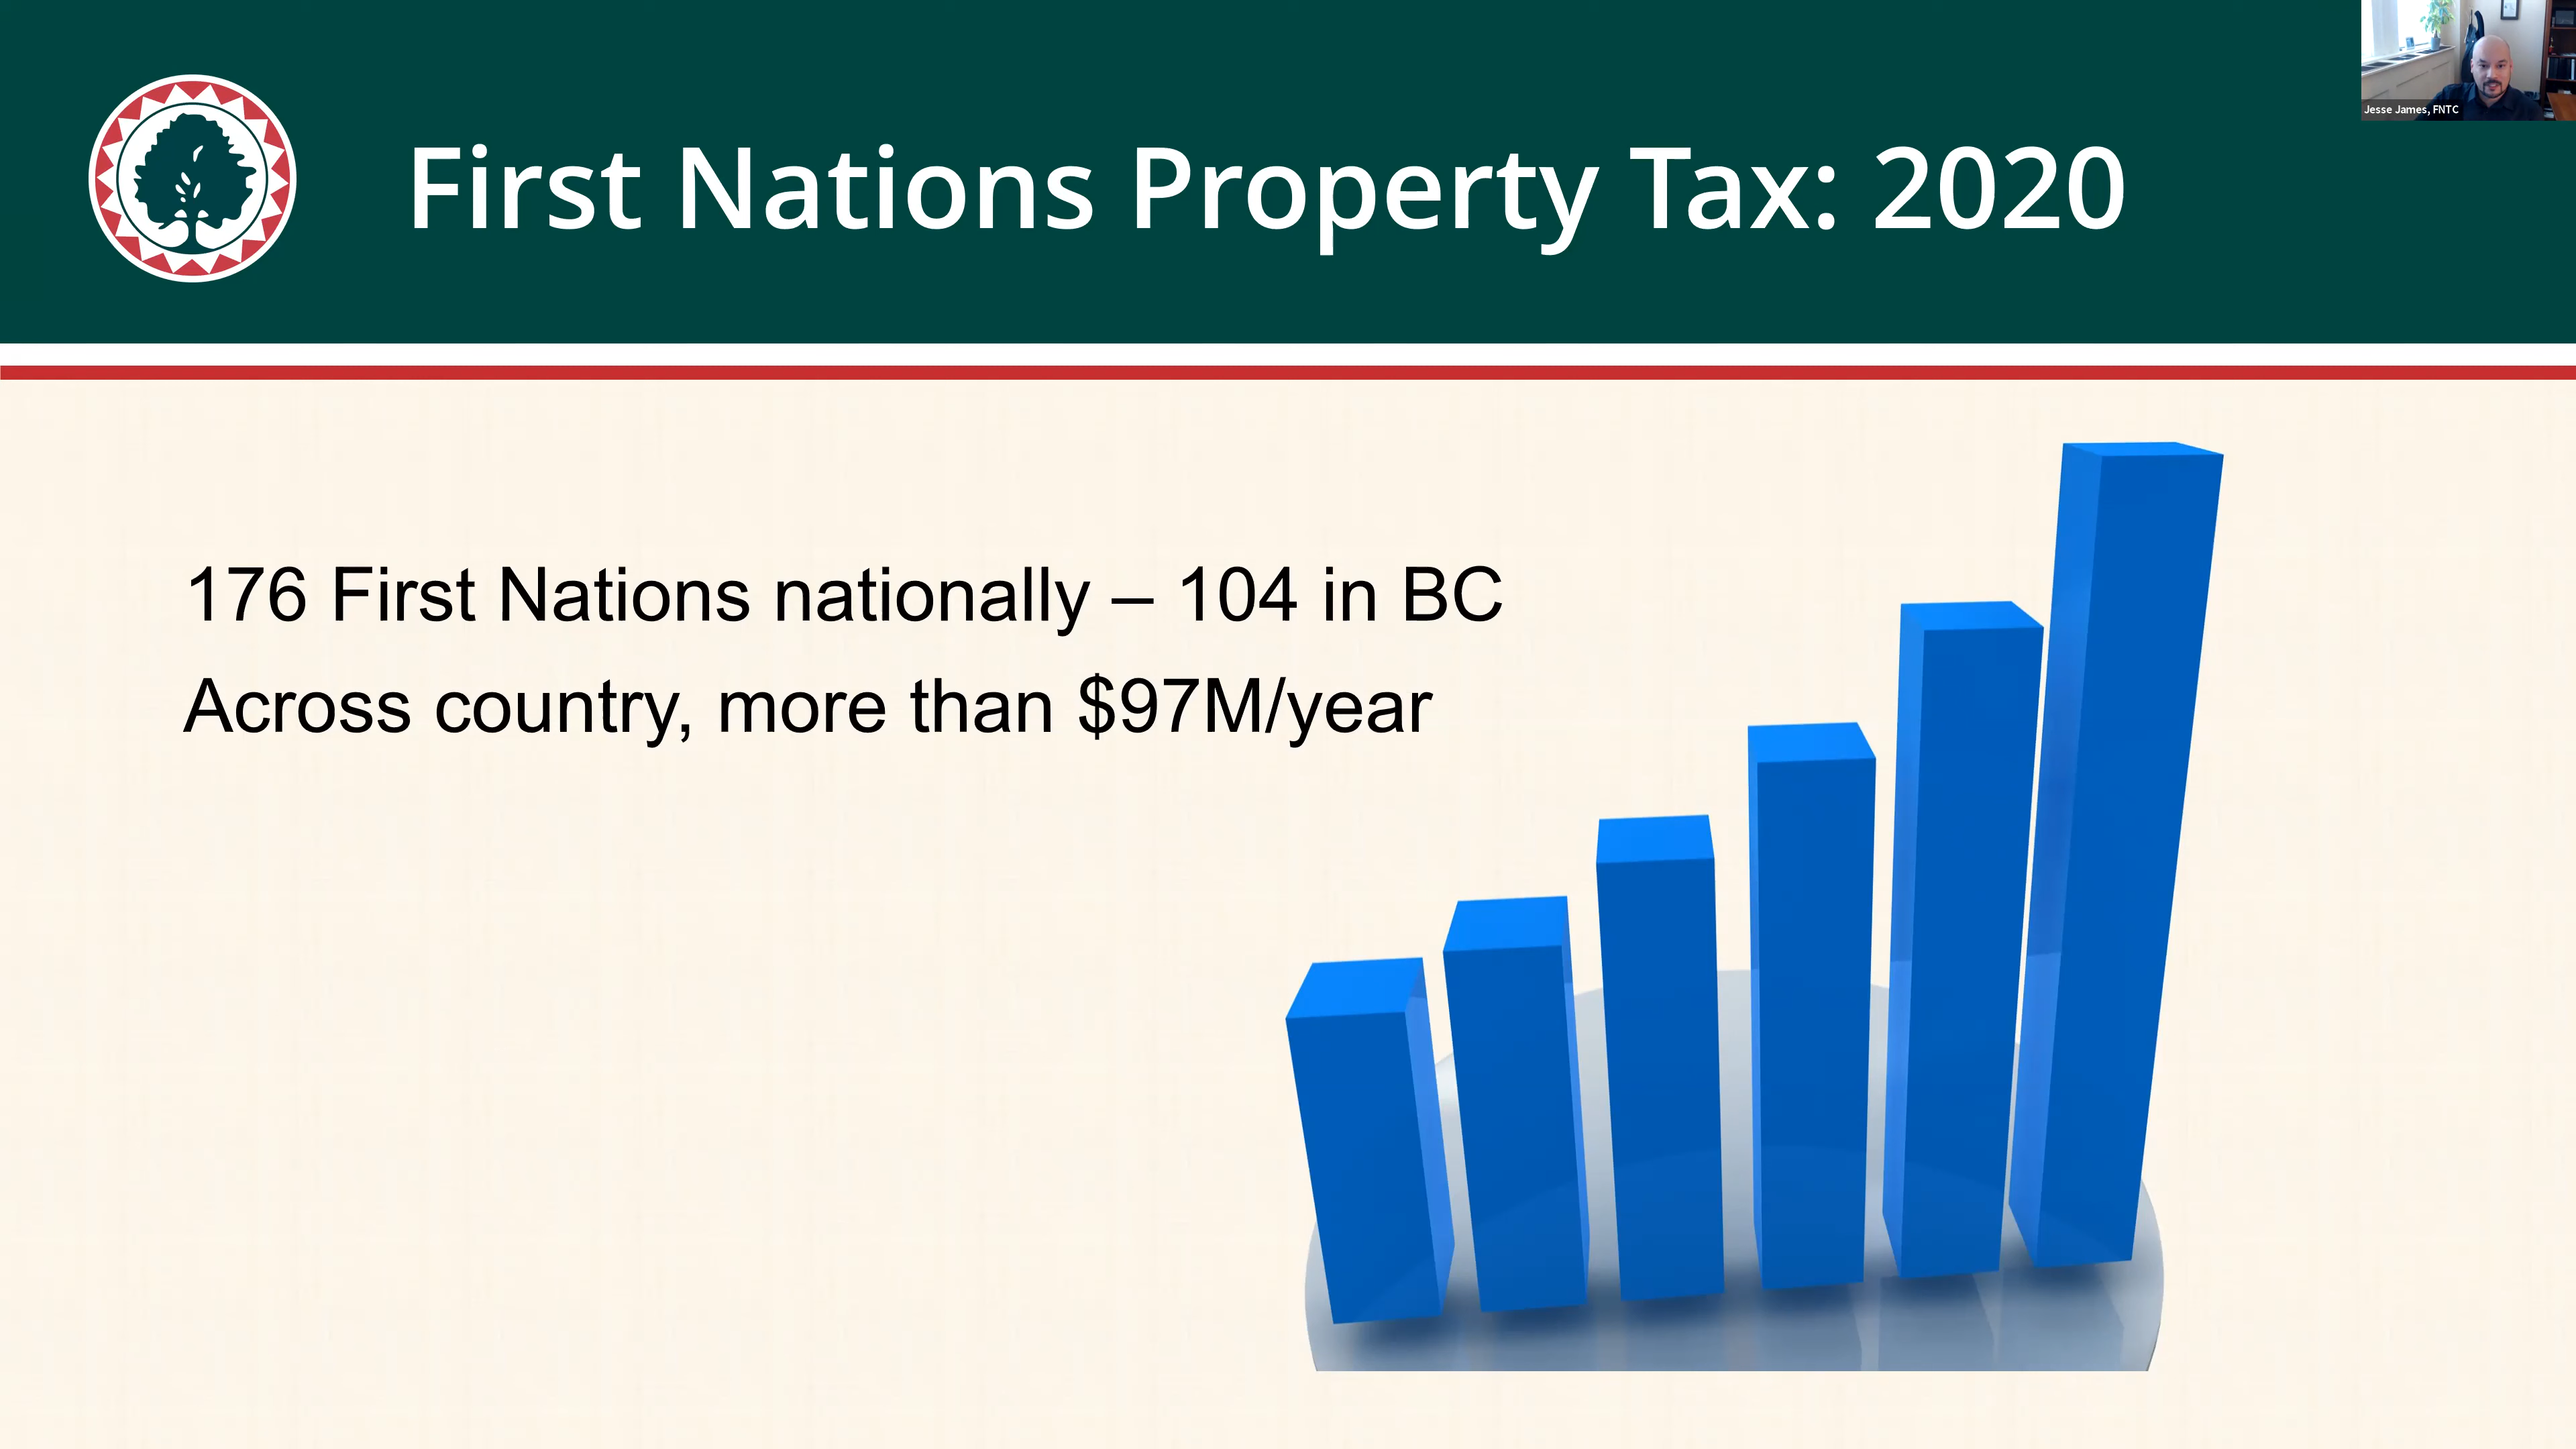 First Nations Property Tax: 2020
Jesse James, FNTC
176 First Nations nationally – 104 in BC
Across country, more than $97M/year